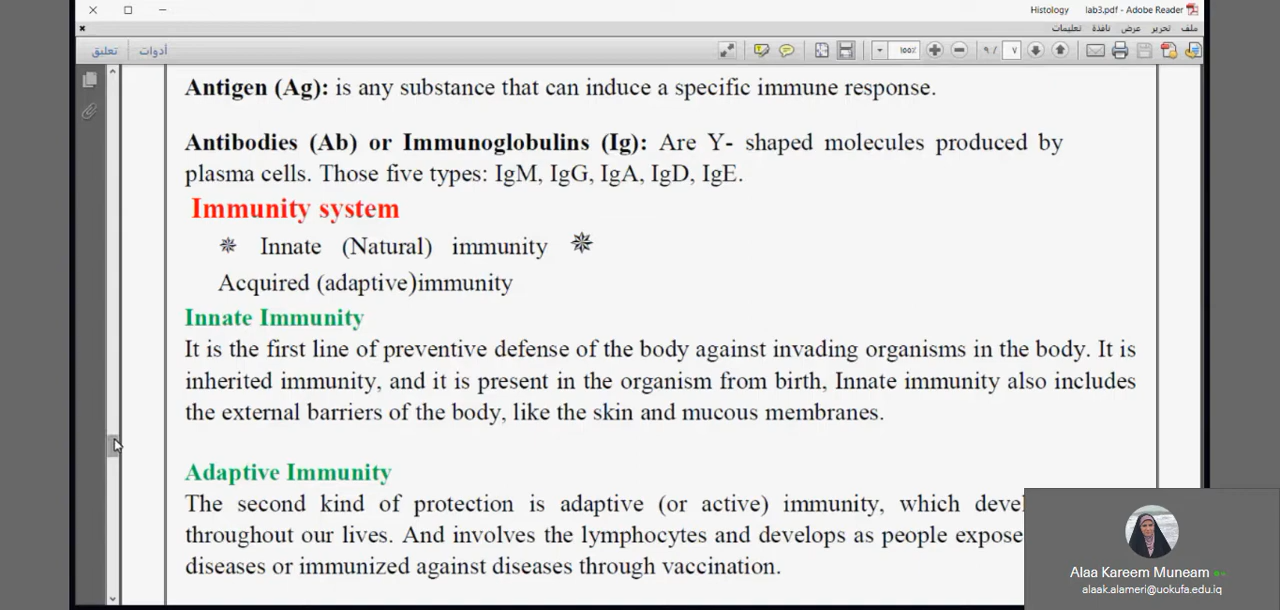 Histology lab3.pdf - Adobe Reader
ملف تحرير عرض نافذة تعليمات
أدوات تعليق
٧ / ٩ ١٠٠%
Antigen (Ag): is any substance that can induce a specific immune response.
Antibodies (Ab) or Immunoglobulins (Ig): Are Y- shaped molecules produced by
plasma cells. Those five types: IgM, IgG, IgA, IgD, IgE.
Immunity system
✵ Innate (Natral) immunity ✵
Acquired (adaptive)immunity
Innate Immunity
It is the first line of preventive defense of the body against invading organisms in the body. It is
inherited immunity, and it is present in the organism from birth, Innate immunity also includes
the external barriers of the body, like the skin and mucous membranes.
Adaptive Immunity
The second kind of protection is adaptive (or active) immunity, which devel
throughout our lives. And involves the lymphocytes and develops as people expose
diseases or immunized against diseases through vaccination.
Alaa Kareem Muneam
alaak.alameri@uokufa.edu.iq